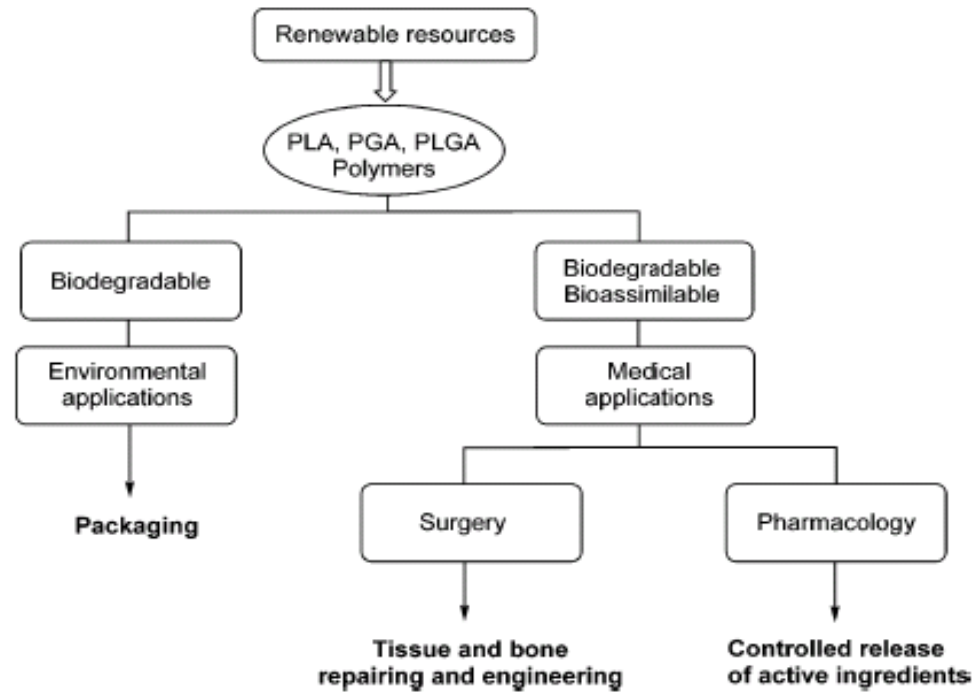 Renewable resources
PLA, PGA, PLGA
Polymers
Biodegradable
Biodegradable
Bioassimilable
Environmental
applications
Medical
applications
Packaging
Surgery
Pharmacology
Tissue and bone
repairing and engineering
Controlled release
of active ingredients